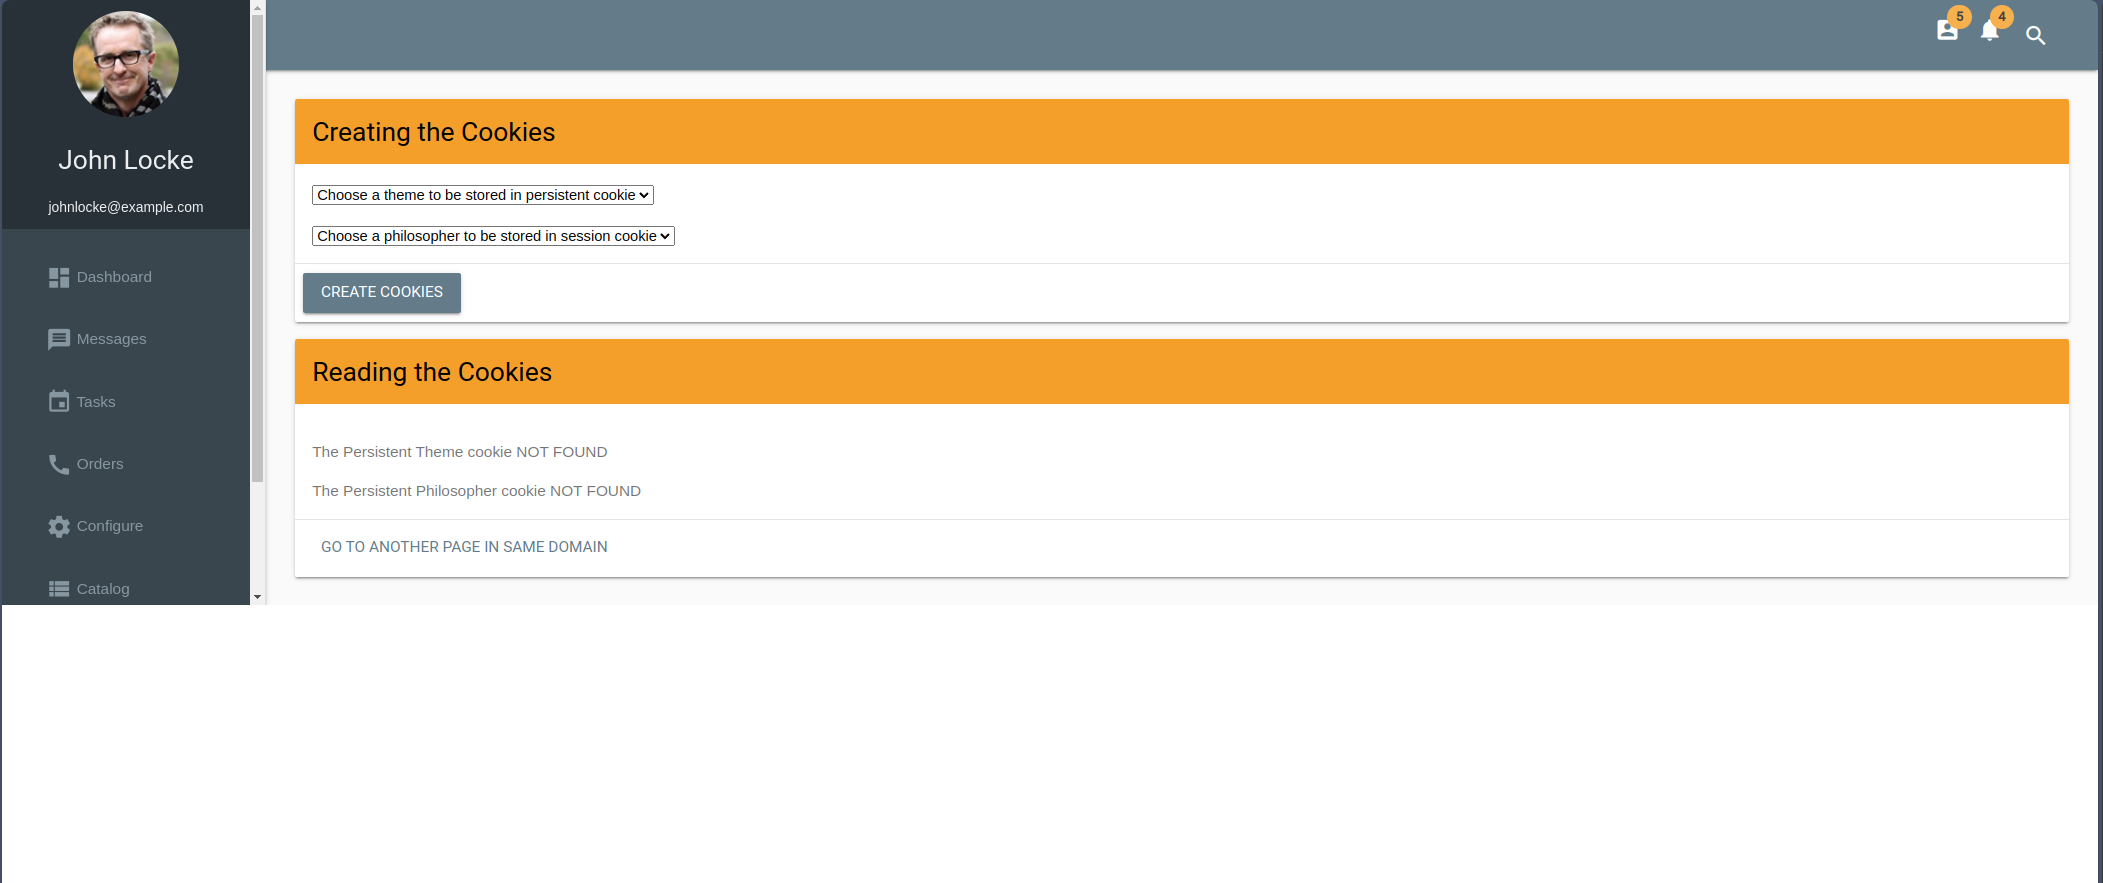 John Locke
johnlocke@example.com
Dashboard
Messages
Tasks
Orders
Configure
Catalog
5
4
Creating the Cookies
Choose a theme to be stored in persistent cookie
Choose a philosopher to be stored in session cookie
CREATE COOKIES
Reading the Cookies
The Persistent Theme cookie NOT FOUND
The Persistent Philosopher cookie NOT FOUND
GO TO ANOTHER PAGE IN SAME DOMAIN